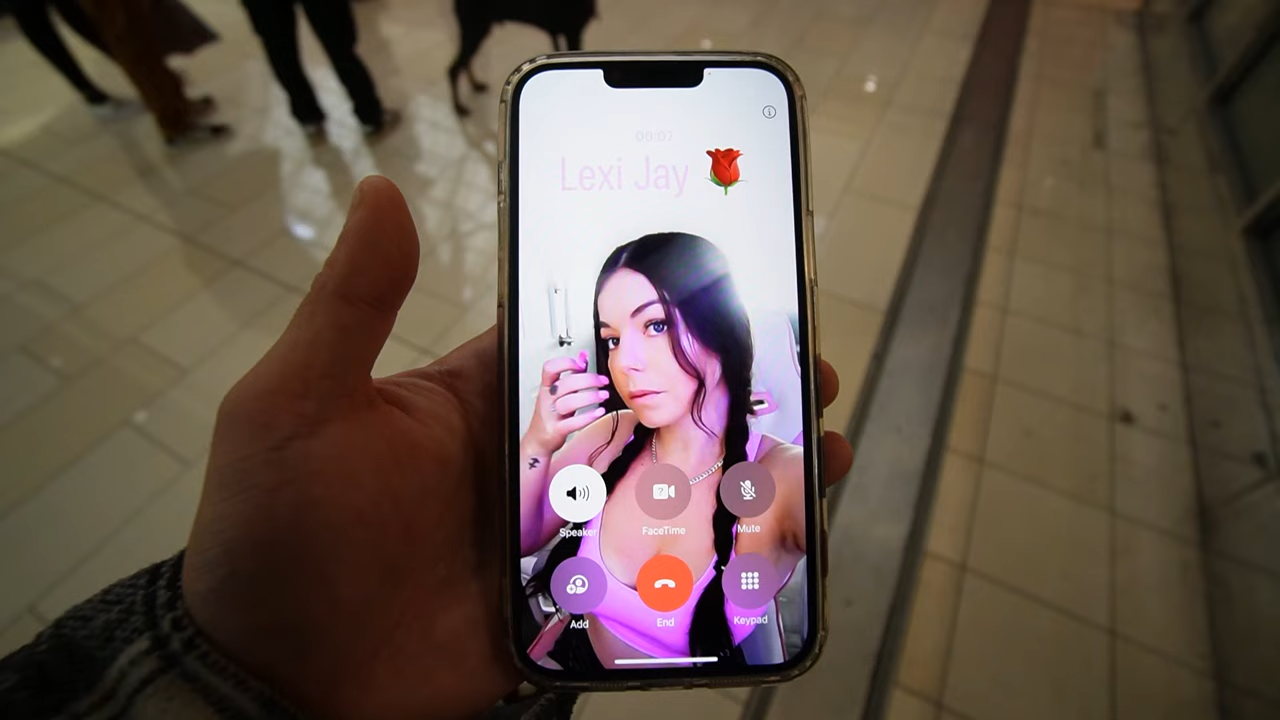 00:07
Lexi Jay 🌹
Speaker
FaceTime
Mute
Add
End
Keypad